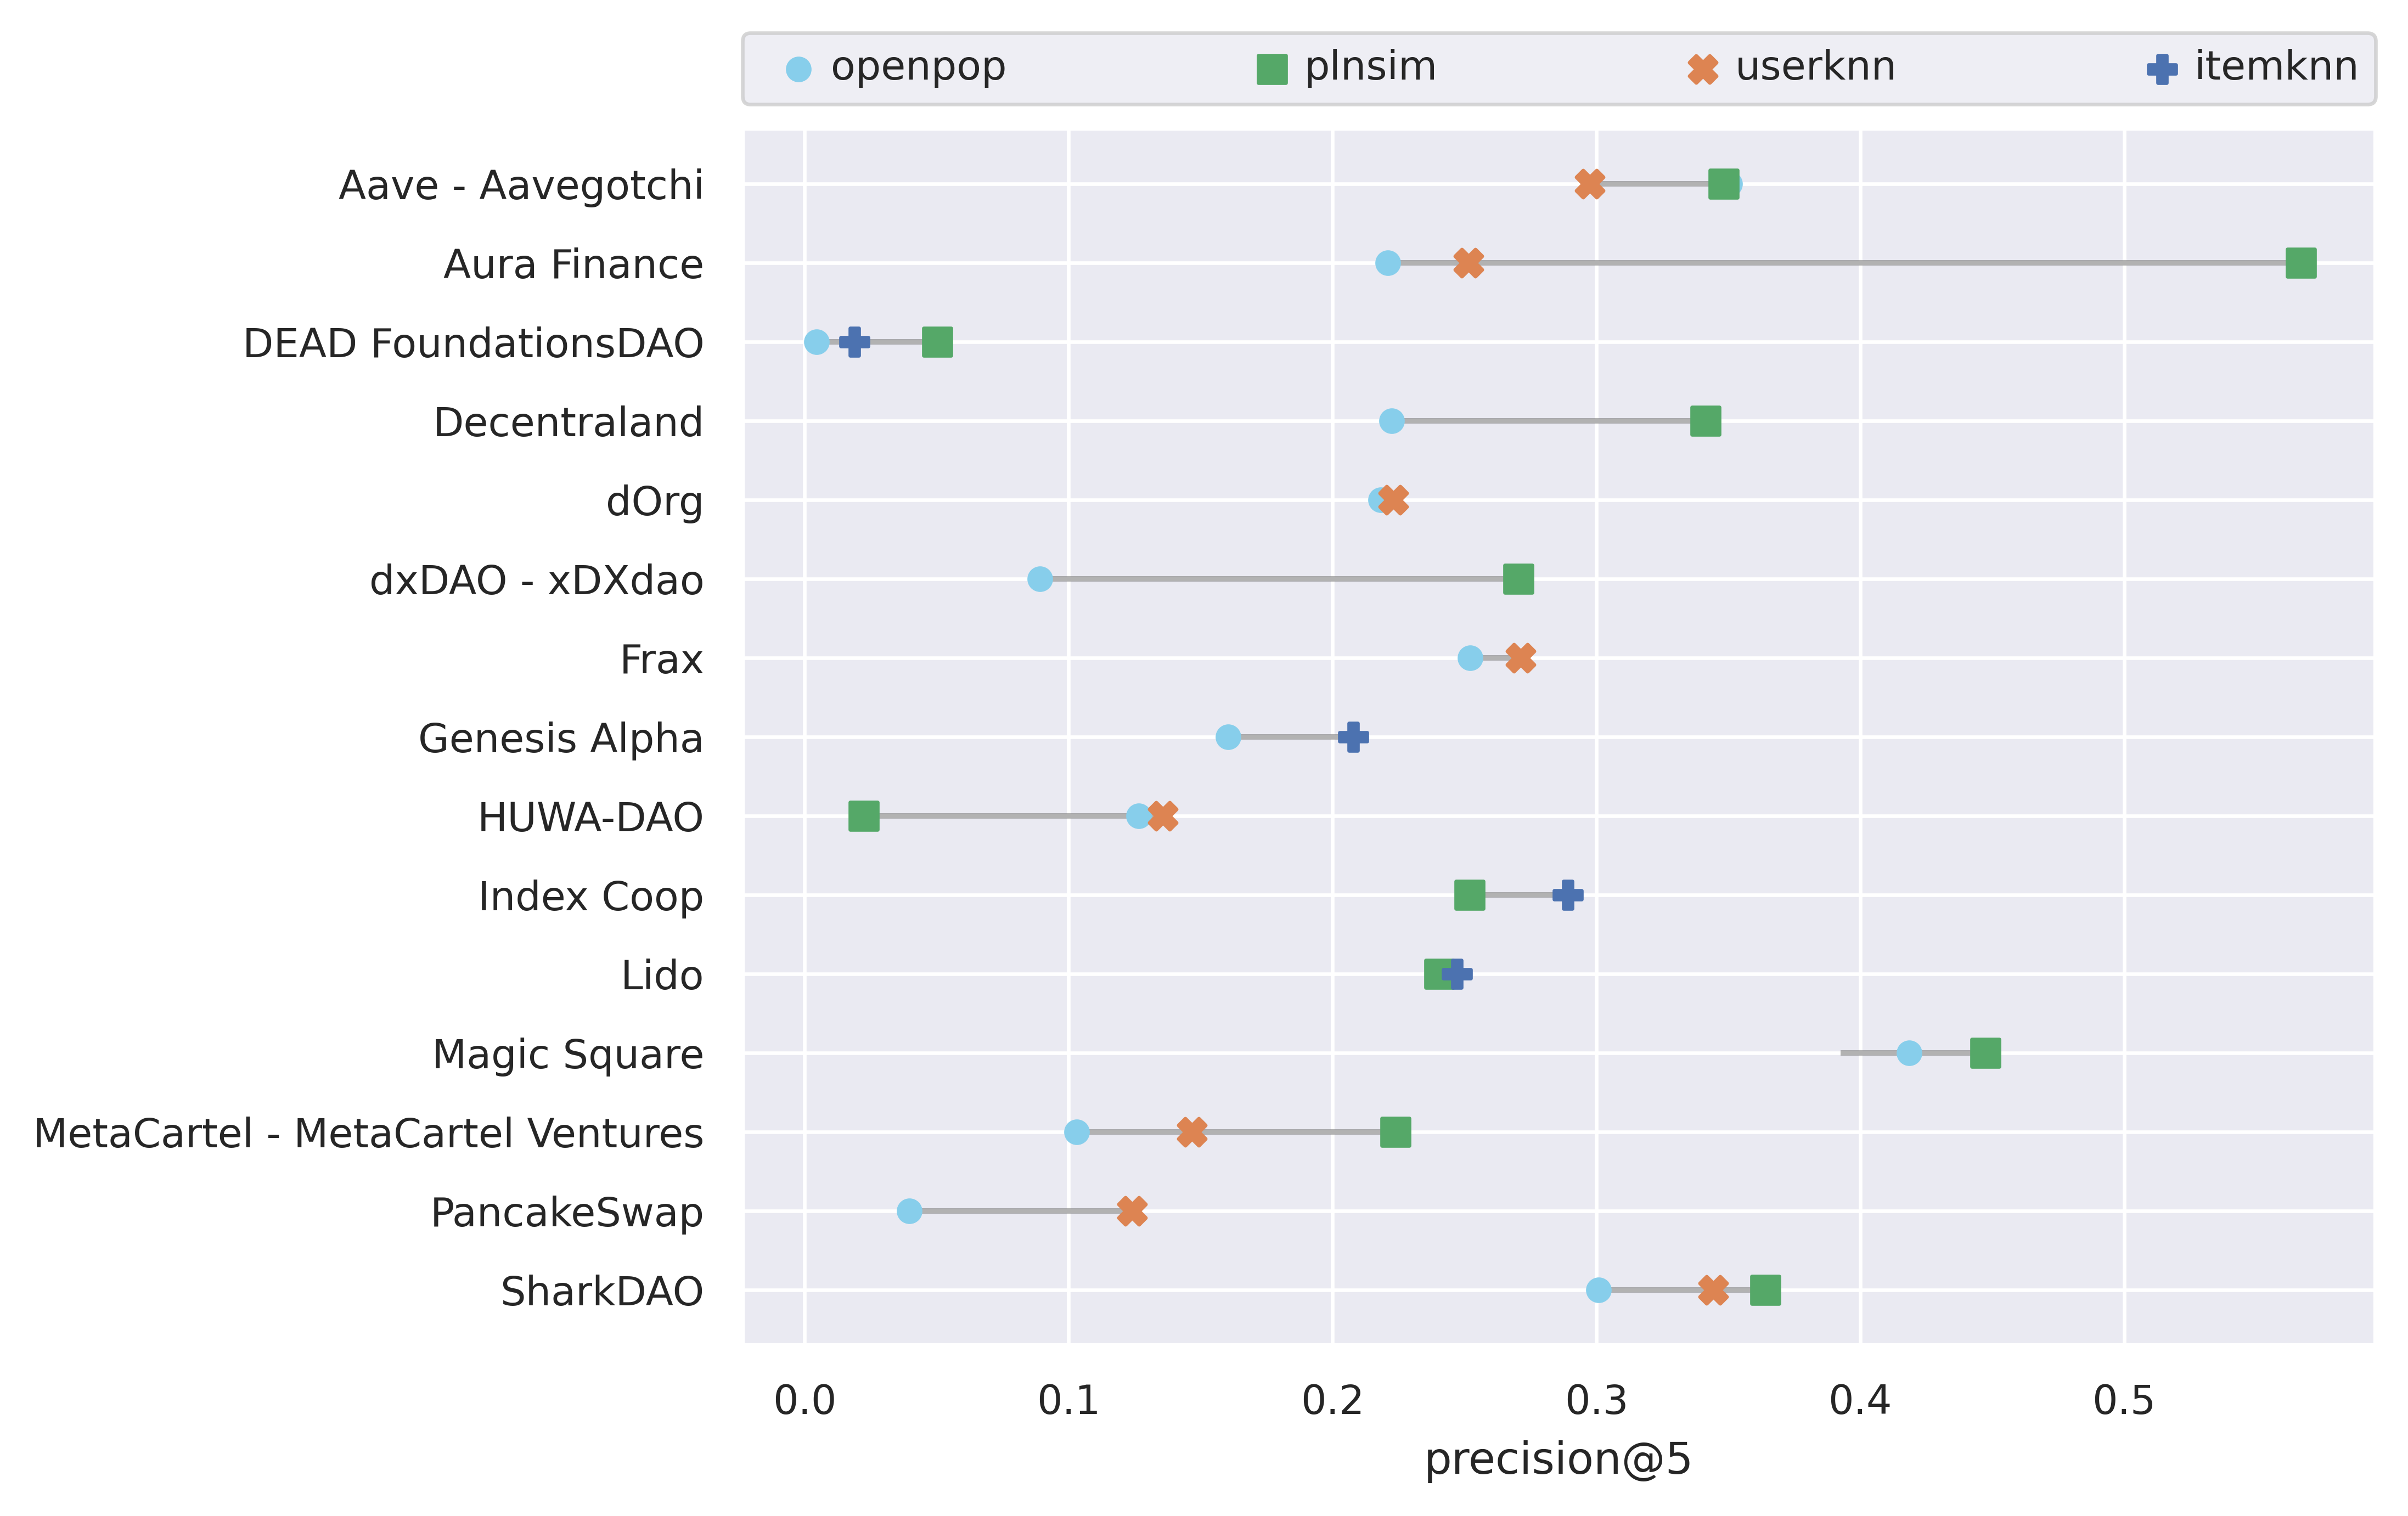 openpop plnsim userknn itemknn
Aave - Aavegotchi
Aura Finance
DEAD FoundationsDAO
Decentraland
dOrg
dxDAO - xDXdao
Frax
Genesis Alpha
HUWA-DAO
Index Coop
Lido
Magic Square
MetaCartel - MetaCartel Ventures
PancakeSwap
SharkDAO
0.0 0.1 0.2 0.3 0.4 0.5
precision@5